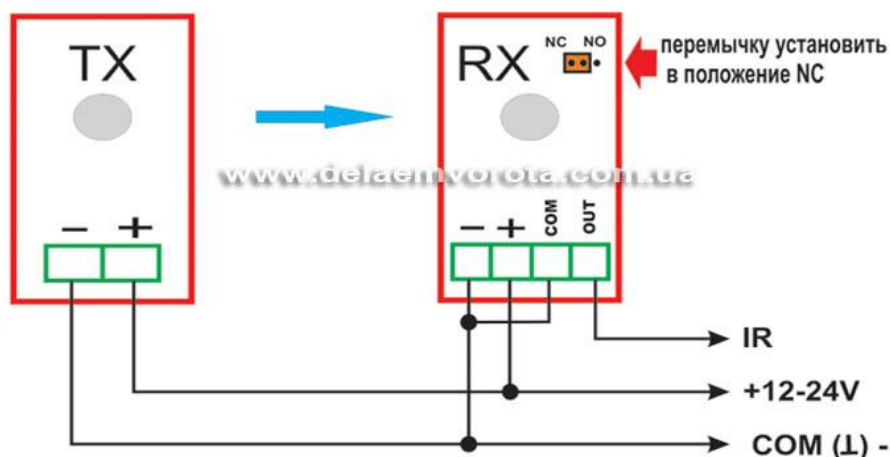 TX
RX
NC NO
перемычку установить
в положение NC
www.delaemvorota.com.ua
− +
− + COM OUT
IR
+12-24V
COM (⊥) -